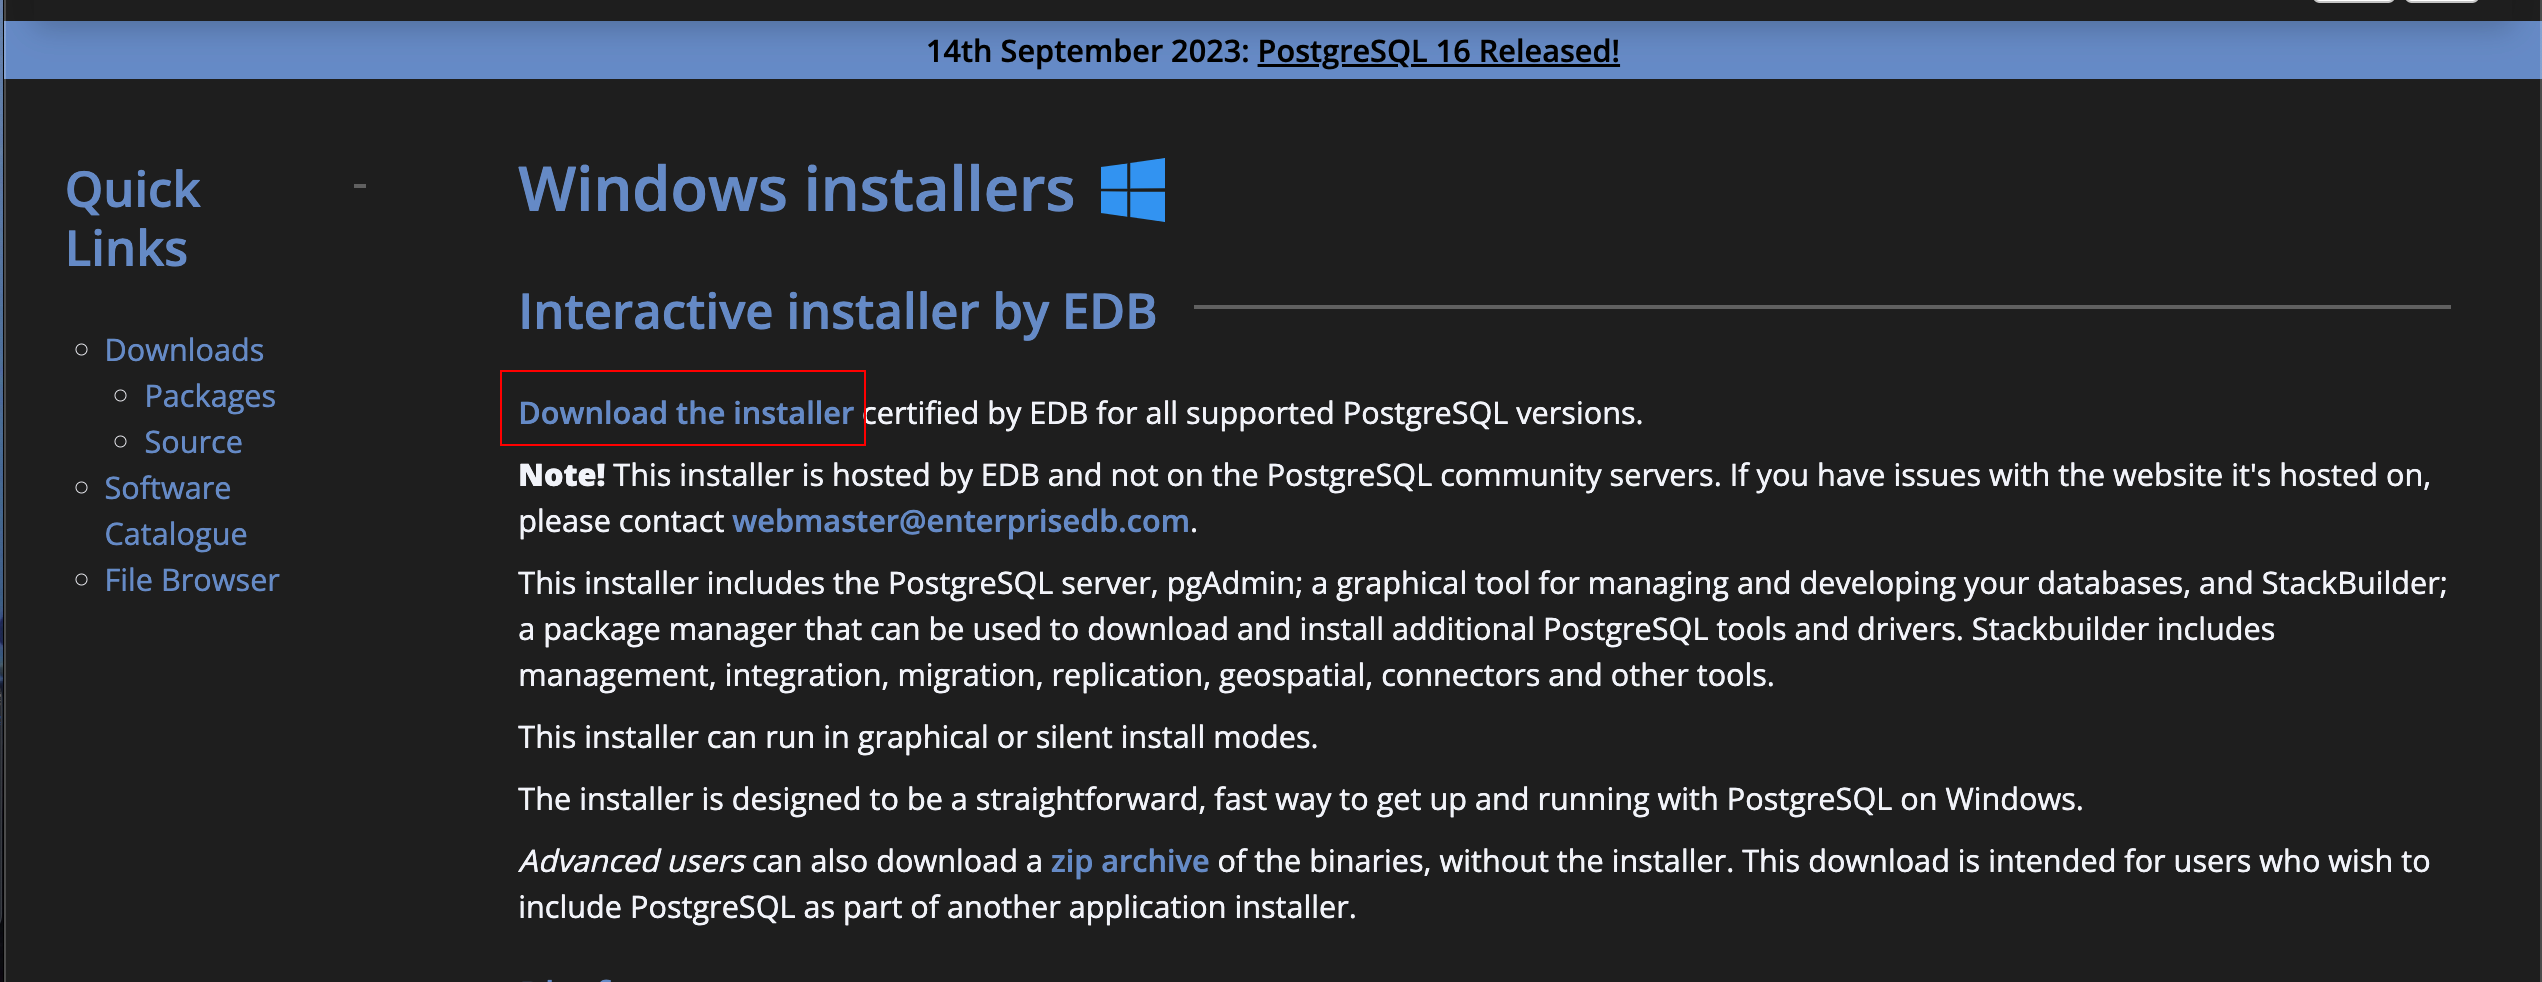 14th September 2023: PostgreSQL 16 Released!
Quick
Links
Downloads
Packages
Source
Software
Catalogue
File Browser
Windows installers
Interactive installer by EDB
Download the installer certified by EDB for all supported PostgreSQL versions.
Note! This installer is hosted by EDB and not on the PostgreSQL community servers. If you have issues with the website it's hosted on,
please contact webmaster@enterprisedb.com.
This installer includes the PostgreSQL server, pgAdmin; a graphical tool for managing and developing your databases, and StackBuilder;
a package manager that can be used to download and install additional PostgreSQL tools and drivers. Stackbuilder includes
management, integration, migration, replication, geospatial, connectors and other tools.
This installer can run in graphical or silent install modes.
The installer is designed to be a straightforward, fast way to get up and running with PostgreSQL on Windows.
Advanced users can also download a zip archive of the binaries, without the installer. This download is intended for users who wish to
include PostgreSQL as part of another application installer.